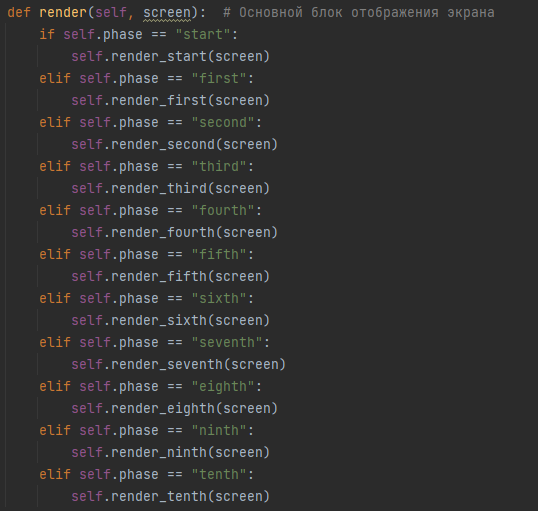 def render(self, screen):  # Основной блок отображения экрана
    if self.phase == "start":
        self.render_start(screen)
    elif self.phase == "first":
        self.render_first(screen)
    elif self.phase == "second":
        self.render_second(screen)
    elif self.phase == "third":
        self.render_third(screen)
    elif self.phase == "fourth":
        self.render_fourth(screen)
    elif self.phase == "fifth":
        self.render_fifth(screen)
    elif self.phase == "sixth":
        self.render_sixth(screen)
    elif self.phase == "seventh":
        self.render_seventh(screen)
    elif self.phase == "eighth":
        self.render_eighth(screen)
    elif self.phase == "ninth":
        self.render_ninth(screen)
    elif self.phase == "tenth":
        self.render_tenth(screen)